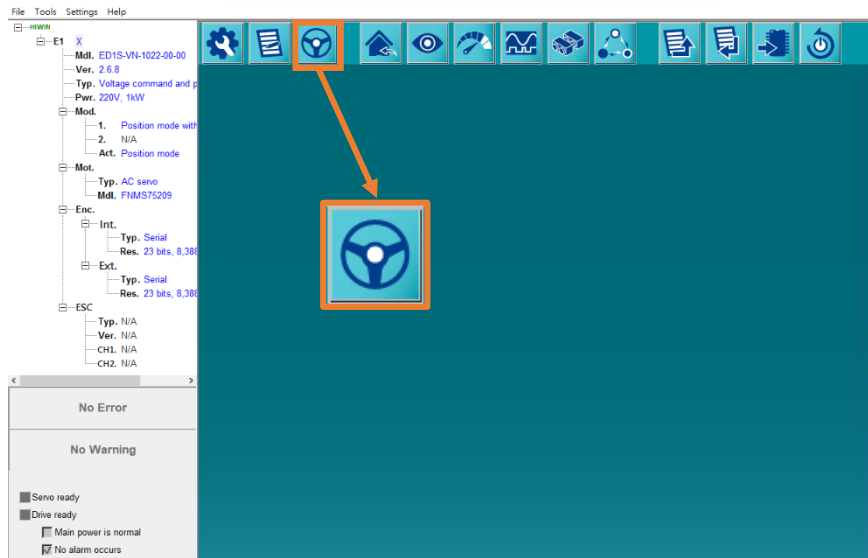 File Tools Settings Help
HIWIN
E1 X
Mdl. ED1S-VN-1022-00-00
Ver. 2.6.8
Typ. Voltage command and p
Pwr. 220V, 1kW
Mod.
1. Position mode with
2. N/A
Act. Position mode
Mot.
Typ. AC servo
Mdl. FNMS75209
Enc.
Int.
Typ. Serial
Res. 23 bits, 8,388
Ext.
Typ. Serial
Res. 23 bits, 8,388
ESC
Typ. N/A
Ver. N/A
CH1. N/A
CH2. N/A
No Error
No Warning
Servo ready
Drive ready
Main power is normal
No alarm occurs